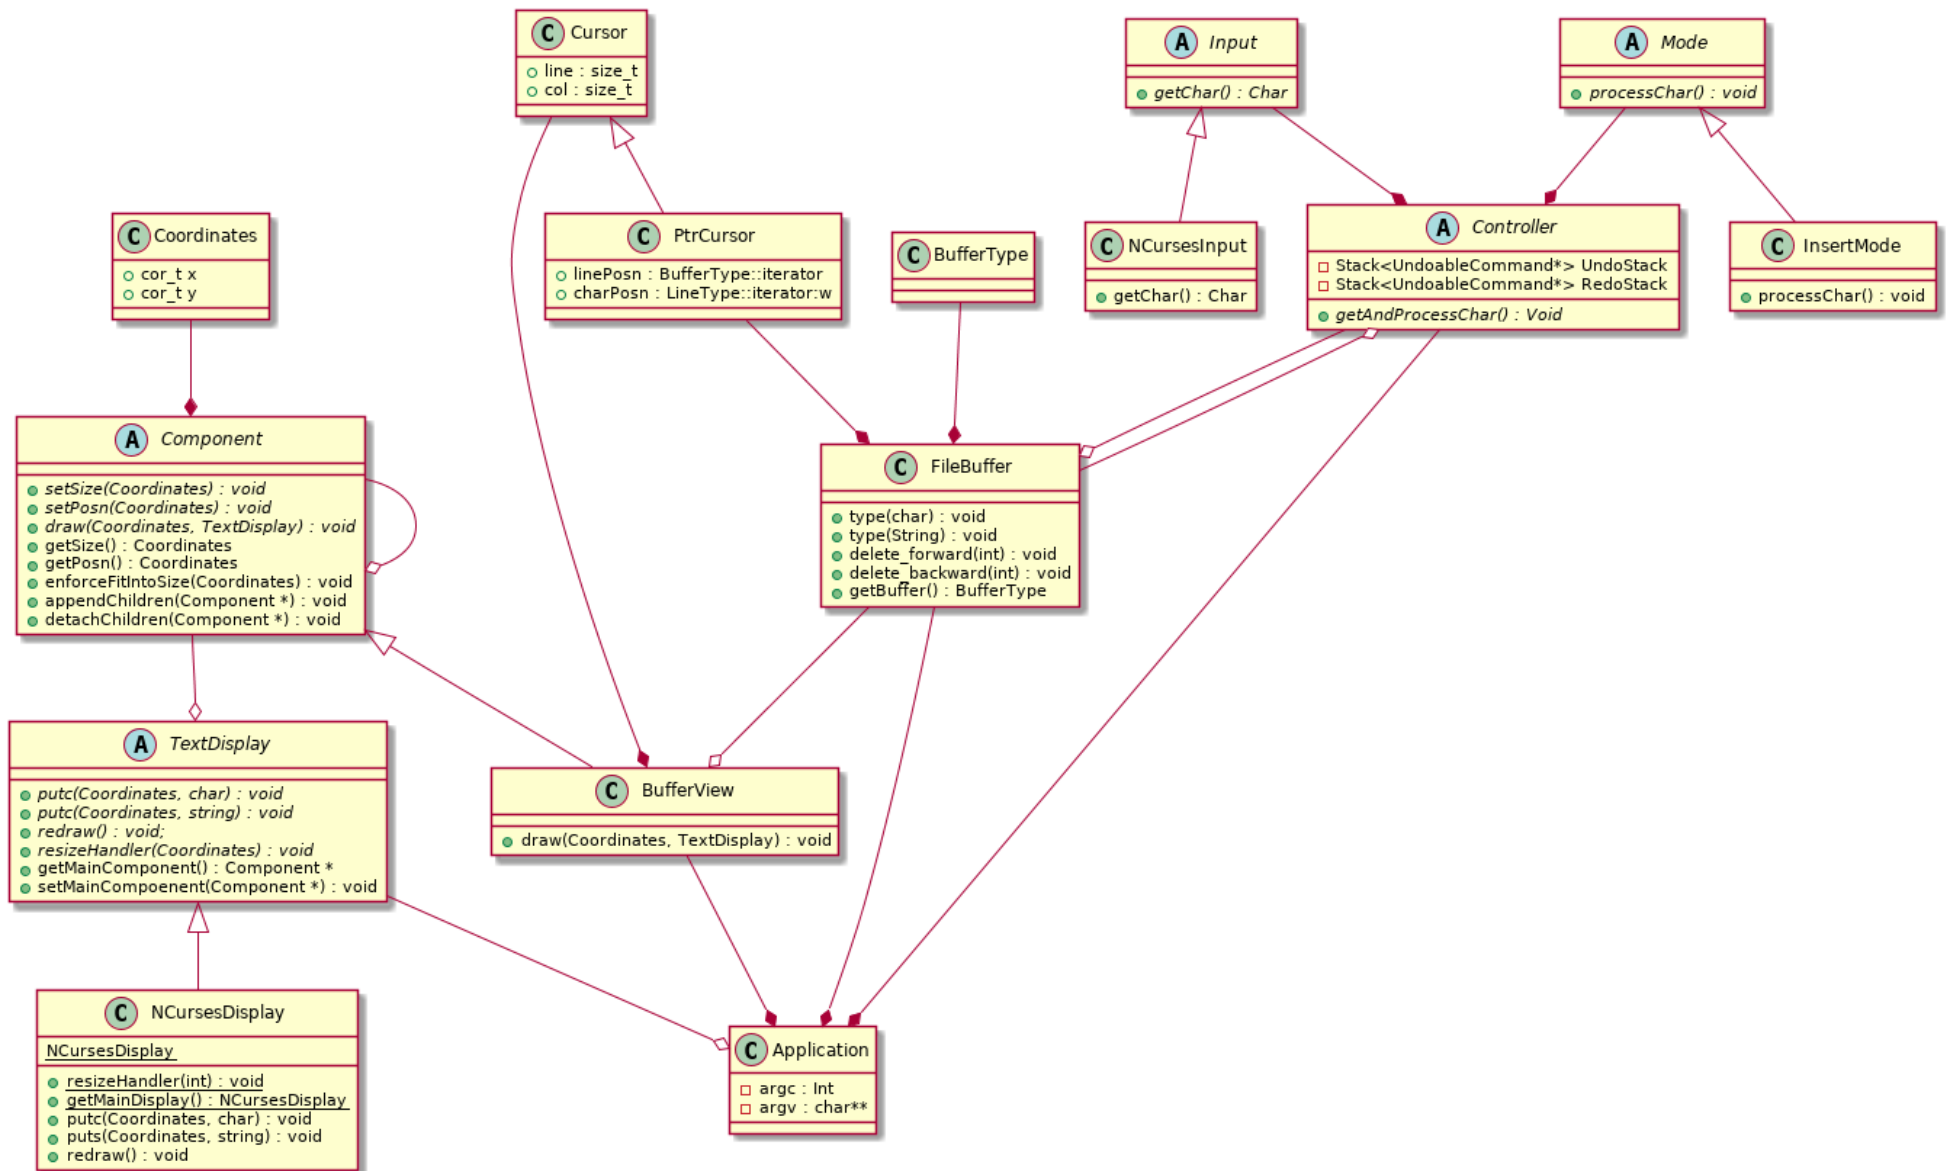 C Cursor
line : size_t
col : size_t
A Input
getChar() : Char
A Mode
processChar() : void
C Coordinates
cor_t x
cor_t y
C PtrCursor
linePosn : BufferType::iterator
charPosn : LineType::iterator:w
C BufferType
C NCursesInput
getChar() : Char
A Controller
Stack<UndoableCommand*> UndoStack
Stack<UndoableCommand*> RedoStack
getAndProcessChar() : Void
C InsertMode
processChar() : void
A Component
setSize(Coordinates) : void
setPosn(Coordinates) : void
draw(Coordinates, TextDisplay) : void
getSize() : Coordinates
getPosn() : Coordinates
enforceFitIntoSize(Coordinates) : void
appendChildren(Component *) : void
detachChildren(Component *) : void
C FileBuffer
type(char) : void
type(String) : void
delete_forward(int) : void
delete_backward(int) : void
getBuffer() : BufferType
A TextDisplay
putc(Coordinates, char) : void
putc(Coordinates, string) : void
redraw() : void;
resizeHandler(Coordinates) : void
getMainComponent() : Component *
setMainCompoenent(Component *) : void
C BufferView
draw(Coordinates, TextDisplay) : void
C NCursesDisplay
NCursesDisplay
resizeHandler(int) : void
getMainDisplay() : NCursesDisplay
putc(Coordinates, char) : void
puts(Coordinates, string) : void
redraw() : void
C Application
argc : Int
argv : char**